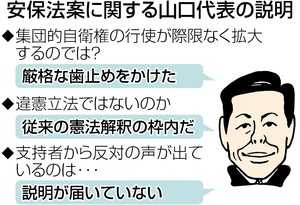 安保法案に関する山口代表の説明
◆集団的自衛権の行使が際限なく拡大
するのでは？
厳格な歯止めをかけた
◆違憲立法ではないのか
従来の憲法解釈の枠内だ
◆支持者から反対の声が出て
いるのは・・・
説明が届いていない